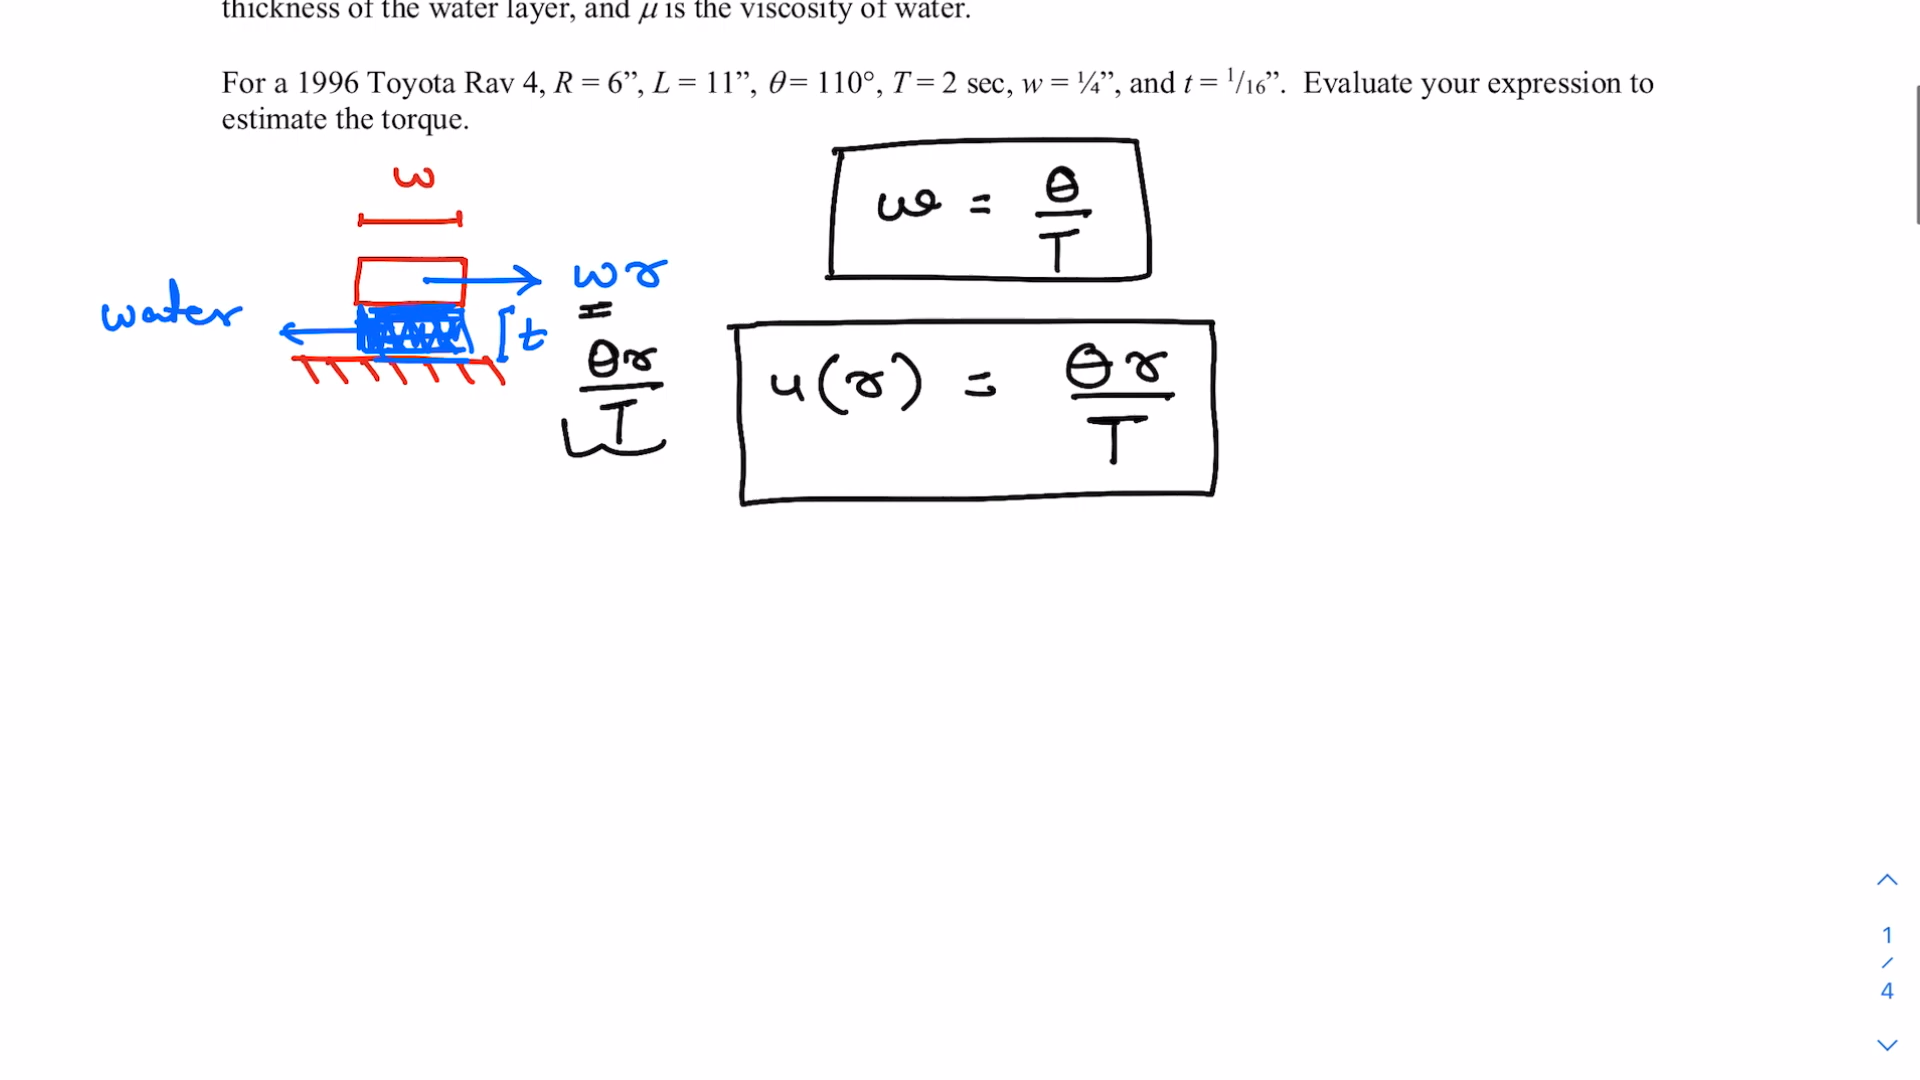 thickness of the water layer, and μ is the viscosity of water.
For a 1996 Toyota Rav 4, R = 6”, L = 11”, θ= 110°, T = 2 sec, w = ¼”, and t = 1/16”.  Evaluate your expression to
estimate the torque.
w
water
t
ωr
=
θr
T
ω = θ
T
u(r) = θr
T
1
/
4